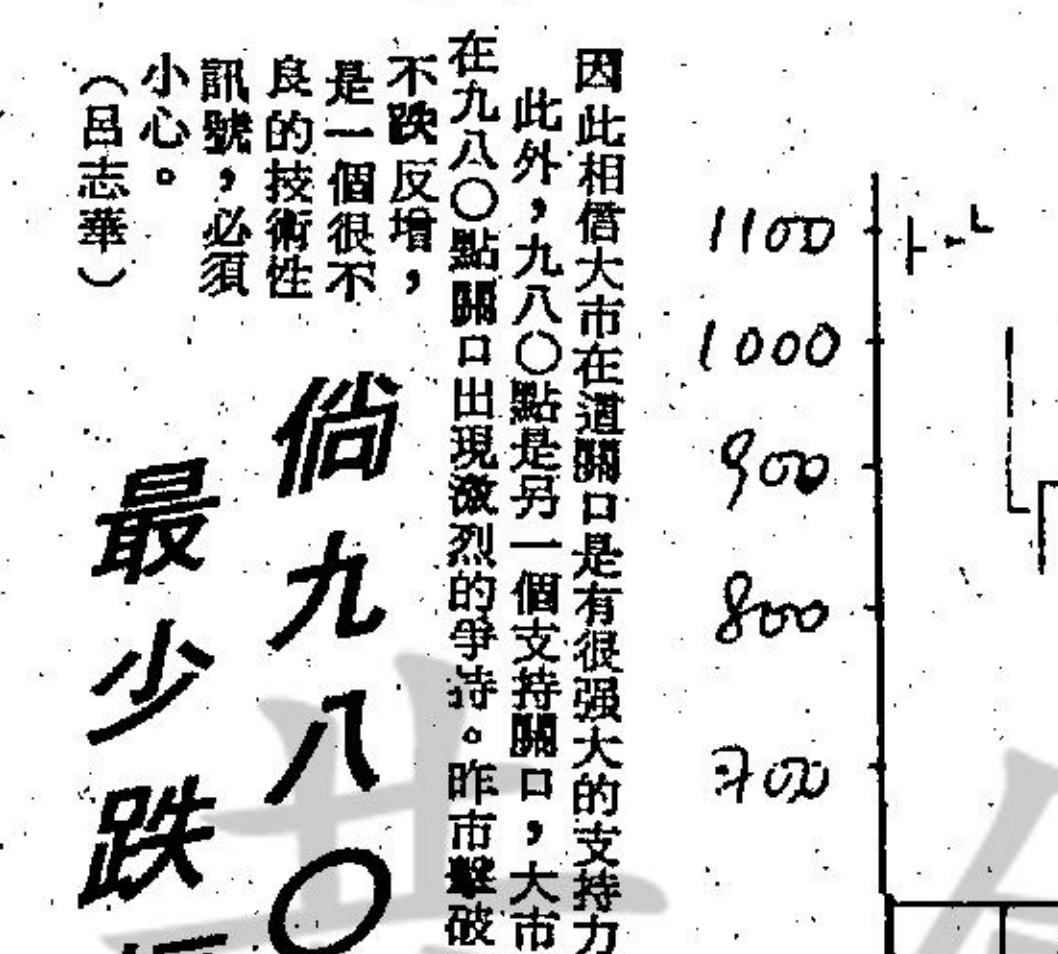 因此相信大市在這關口是有很强大的支持力
此外，九八〇點是另一個支持關口，大市
在九八〇點關口出現激烈的爭持。昨市擊破
不跌反增，
是一個很不
良的技術性
訊號，必須
小心。
（呂志華）
倘九八〇
最少跌
1100
1000
900
800
700